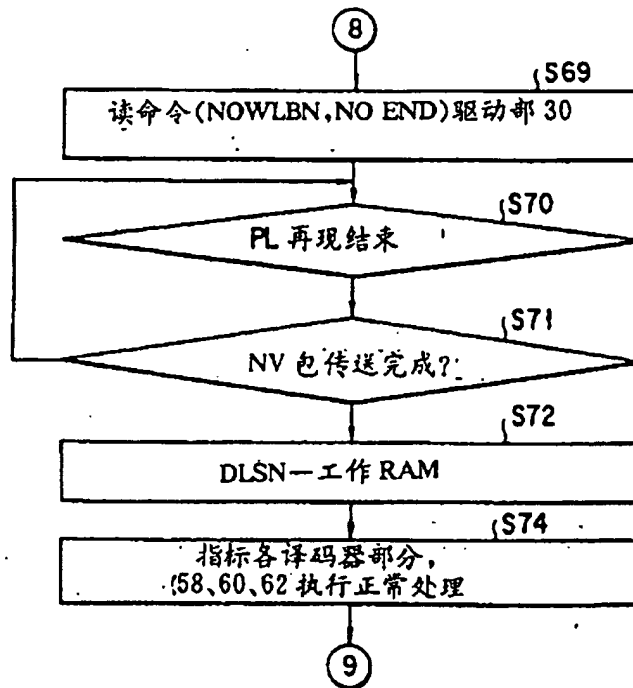 8
S69
读命令(NOWLBN,NO END)驱动部 30
S70
PL 再现结束
S71
NV 包传送完成?
S72
DLSN—工作 RAM
S74
指标各译码器部分,
58、60、62 执行正常处理
9